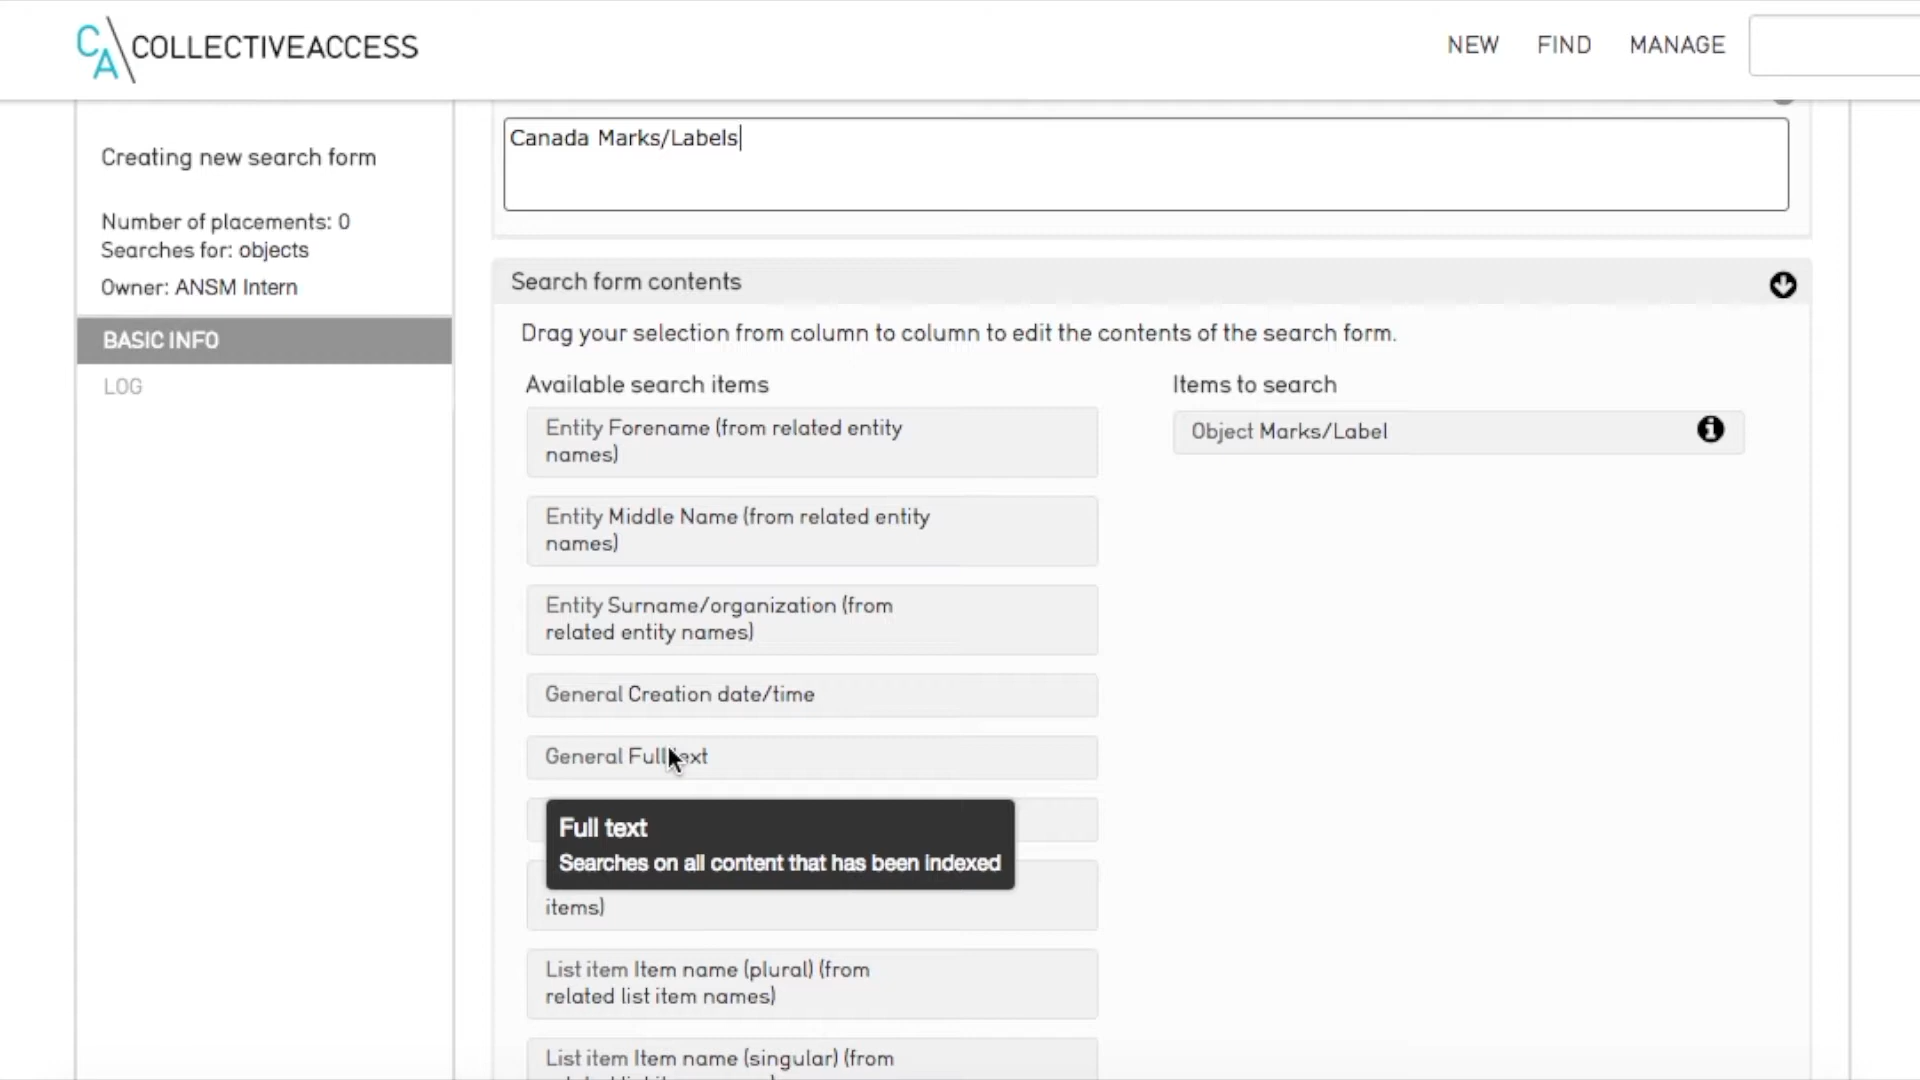 CA COLLECTIVEACCESS
NEW FIND MANAGE
Creating new search form
Number of placements: 0
Searches for: objects
Owner: ANSM Intern
BASIC INFO
LOG
Canada Marks/Labels
Search form contents
Drag your selection from column to column to edit the contents of the search form.
Available search items
Entity Forename (from related entity
names)
Entity Middle Name (from related entity
names)
Entity Surname/organization (from
related entity names)
General Creation date/time
General Full text
Full text
Searches on all content that has been indexed
items)
List item Item name (plural) (from
related list item names)
List item Item name (singular) (from
Items to search
Object Marks/Label